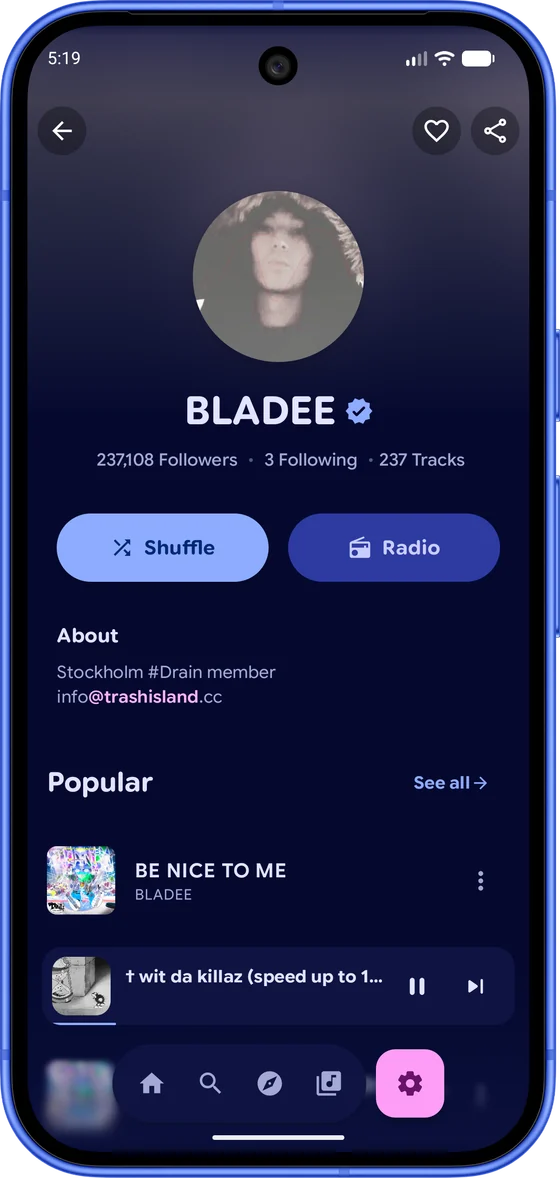 5:19
BLADEE
237,108 Followers • 3 Following • 237 Tracks
Shuffle
Radio
About
Stockholm #Drain member
info@trashisland.cc
Popular
See all
BE NICE TO ME
BLADEE
† wit da killaz (speed up to 1...